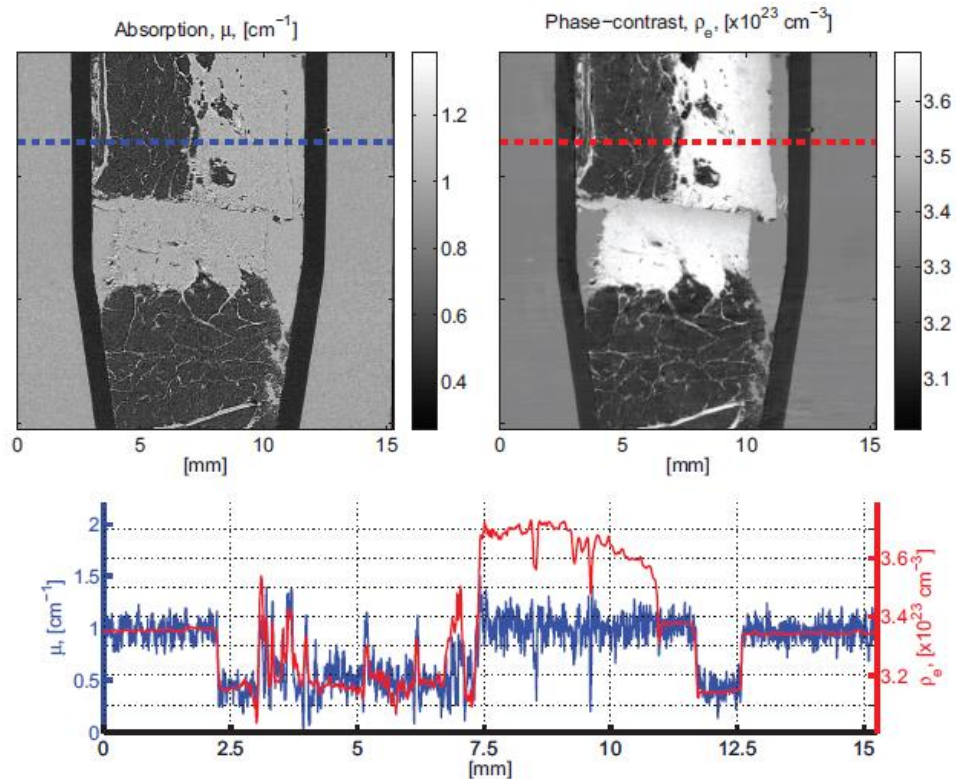 Absorption, μ, [cm⁻¹]
1.2
1
0.8
0.6
0.4
0 5 10 15
[mm]
Phase−contrast, ρe, [x10²³ cm⁻³]
3.6
3.5
3.4
3.3
3.2
3.1
0 5 10 15
[mm]
μ, [cm⁻¹]
2
1.5
1
0.5
0
0 2.5 5 7.5 10 12.5 15
[mm]
3.6
3.4
3.2
ρe, [x10²³ cm⁻³]